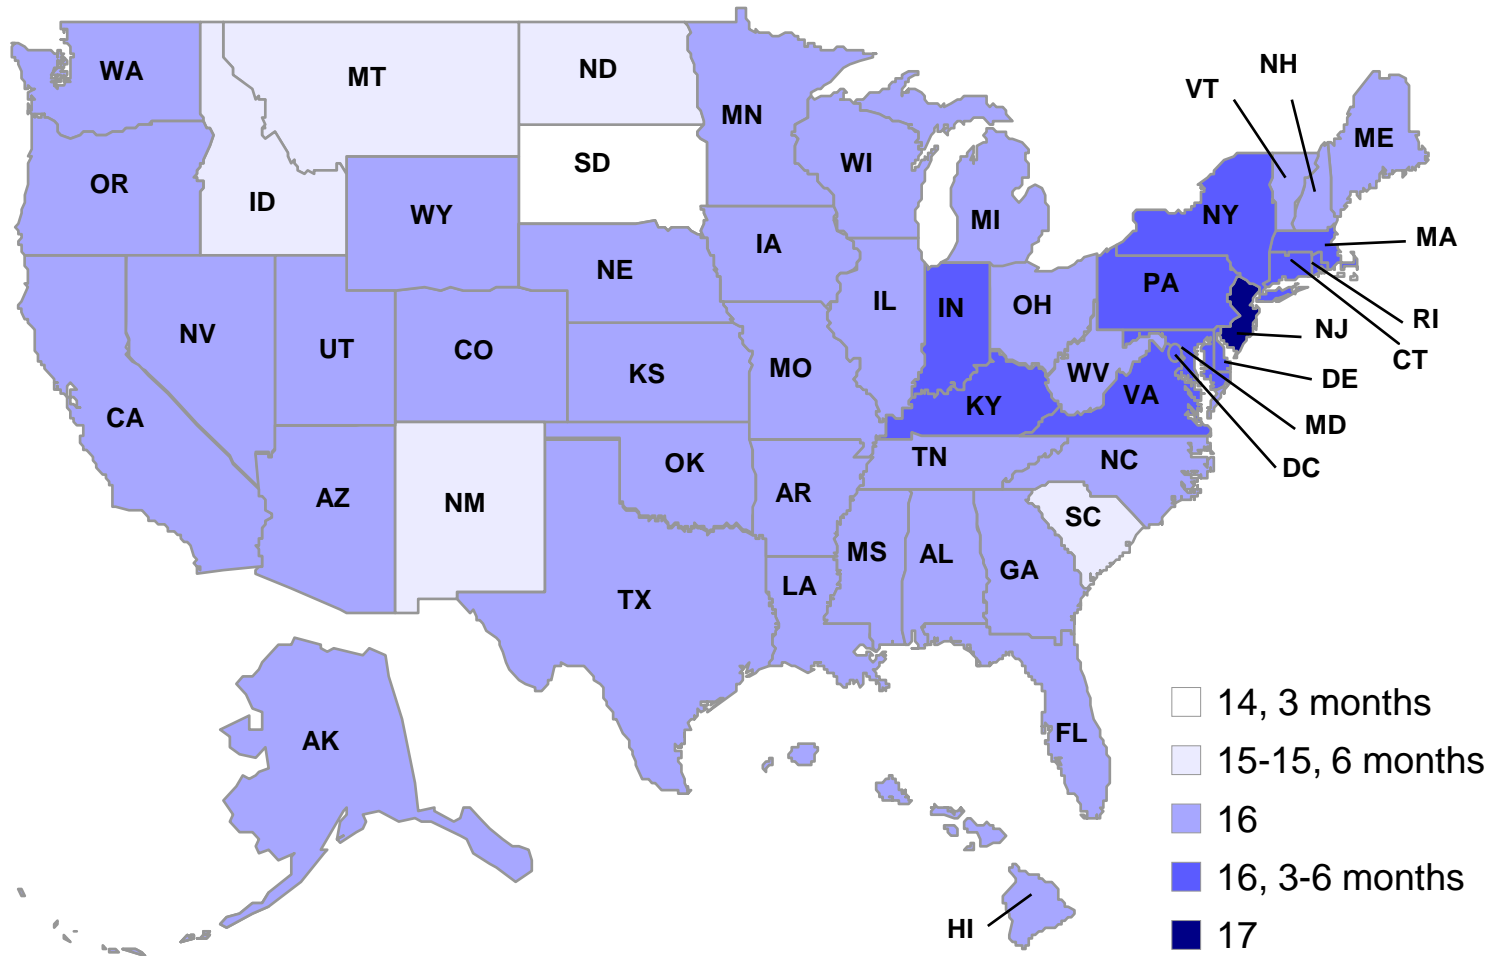 WA
MT
ND
MN
VT
NH
ME
OR
ID
SD
WI
WY
MI
NY
MA
IA
NE
PA
NV
IL
IN
OH
RI
NJ
UT
CO
CT
KS
MO
WV
DE
CA
KY
VA
MD
OK
TN
NC
DC
AZ
NM
AR
SC
MS
AL
GA
LA
TX
AK
FL
HI
14, 3 months
15-15, 6 months
16
16, 3-6 months
17